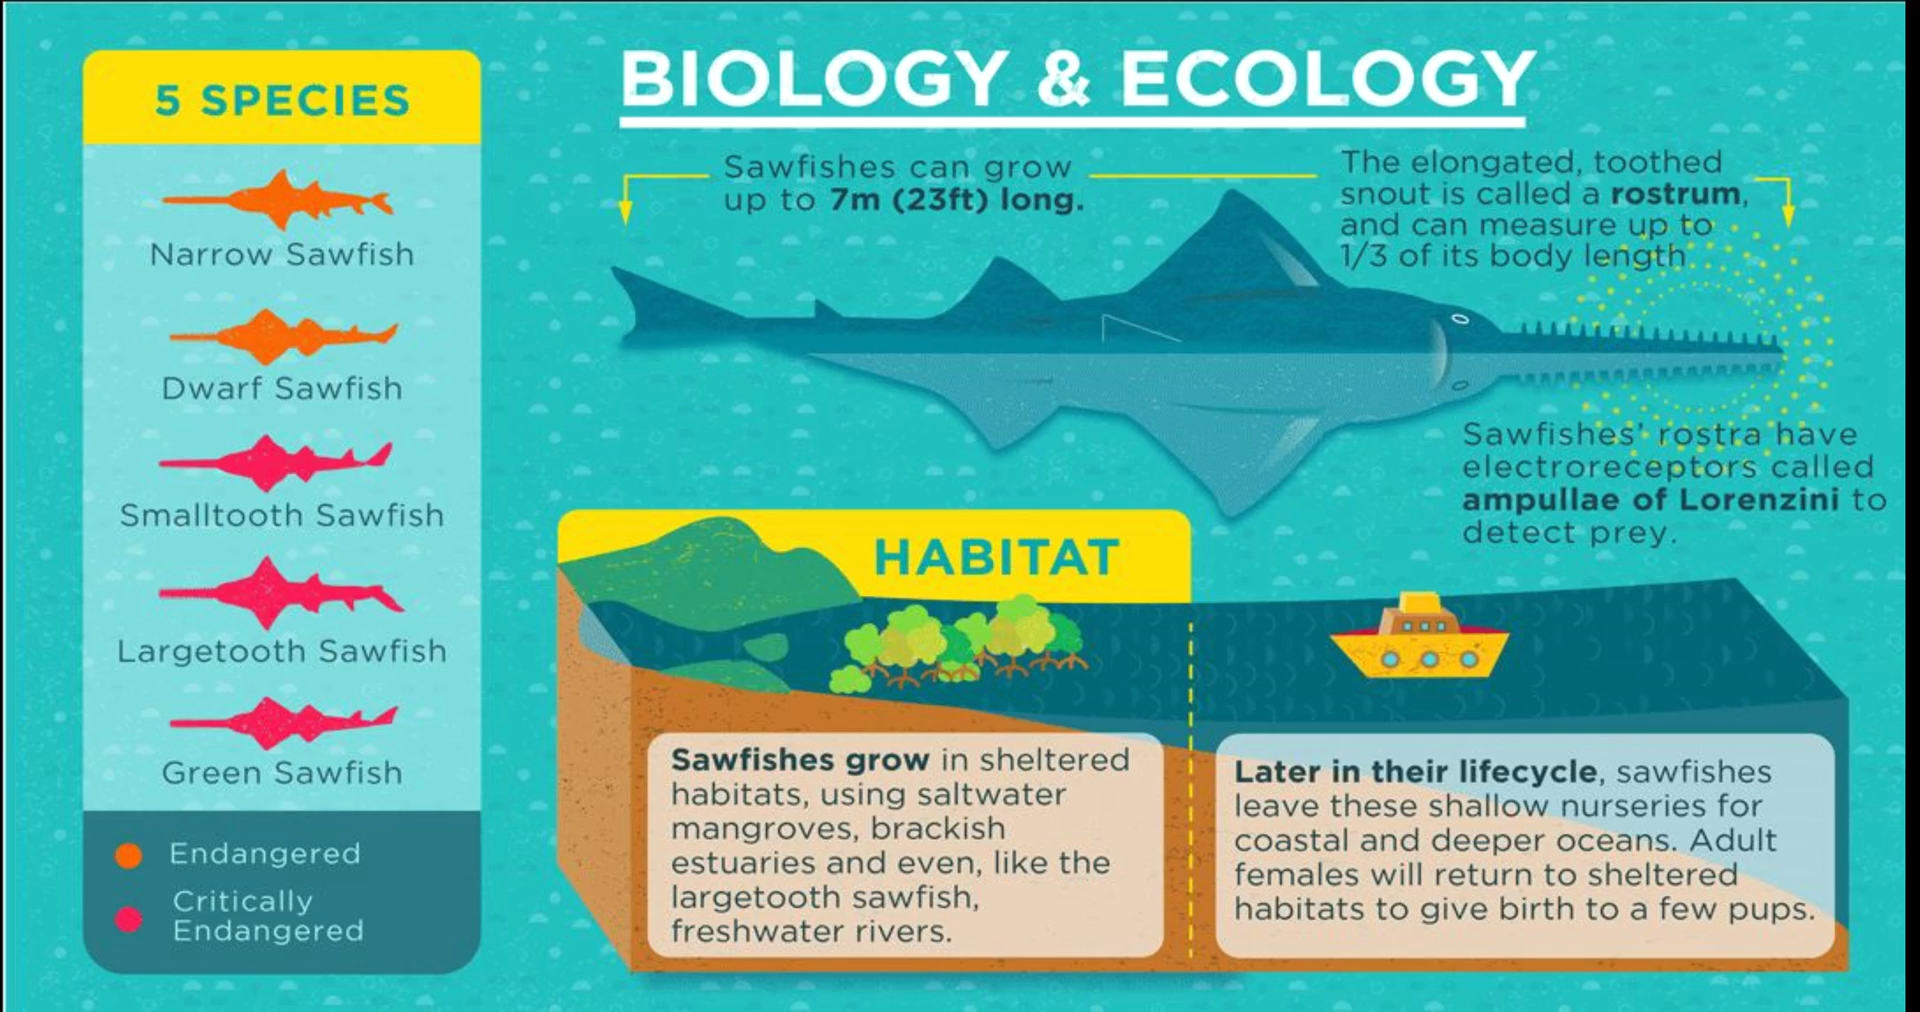 5 SPECIES
Narrow Sawfish
Dwarf Sawfish
Smalltooth Sawfish
Largetooth Sawfish
Green Sawfish
Endangered
Critically
Endangered
BIOLOGY & ECOLOGY
Sawfishes can grow
up to 7m (23ft) long.
The elongated, toothed
snout is called a rostrum,
and can measure up to
1/3 of its body length
Sawfishes' rostra have
electroreceptors called
ampullae of Lorenzini to
detect prey.
HABITAT
Sawfishes grow in sheltered
habitats, using saltwater
mangroves, brackish
estuaries and even, like the
largetooth sawfish,
freshwater rivers.
Later in their lifecycle, sawfishes
leave these shallow nurseries for
coastal and deeper oceans. Adult
females will return to sheltered
habitats to give birth to a few pups.